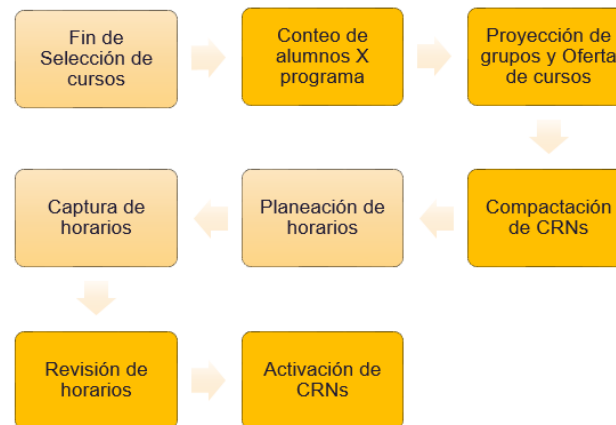 Fin de
Selección de
cursos
Conteo de
alumnos X
programa
Proyección de
grupos y Oferta
de cursos
Compactación
de CRNs
Planeación de
horarios
Captura de
horarios
Revisión de
horarios
Activación de
CRNs